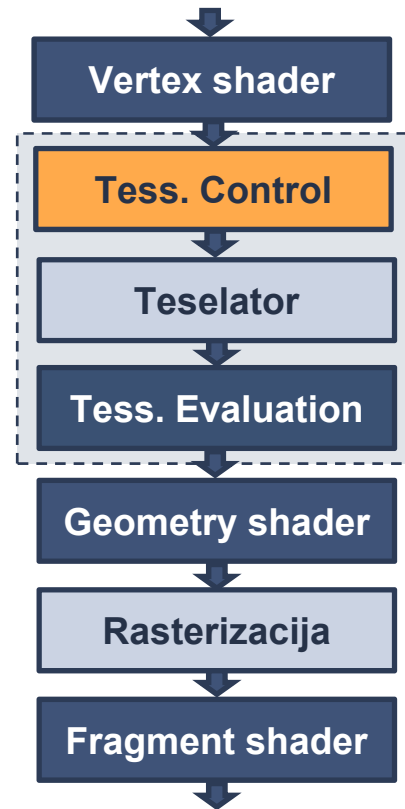 Vertex shader
Tess. Control
Teselator
Tess. Evaluation
Geometry shader
Rasterizacija
Fragment shader